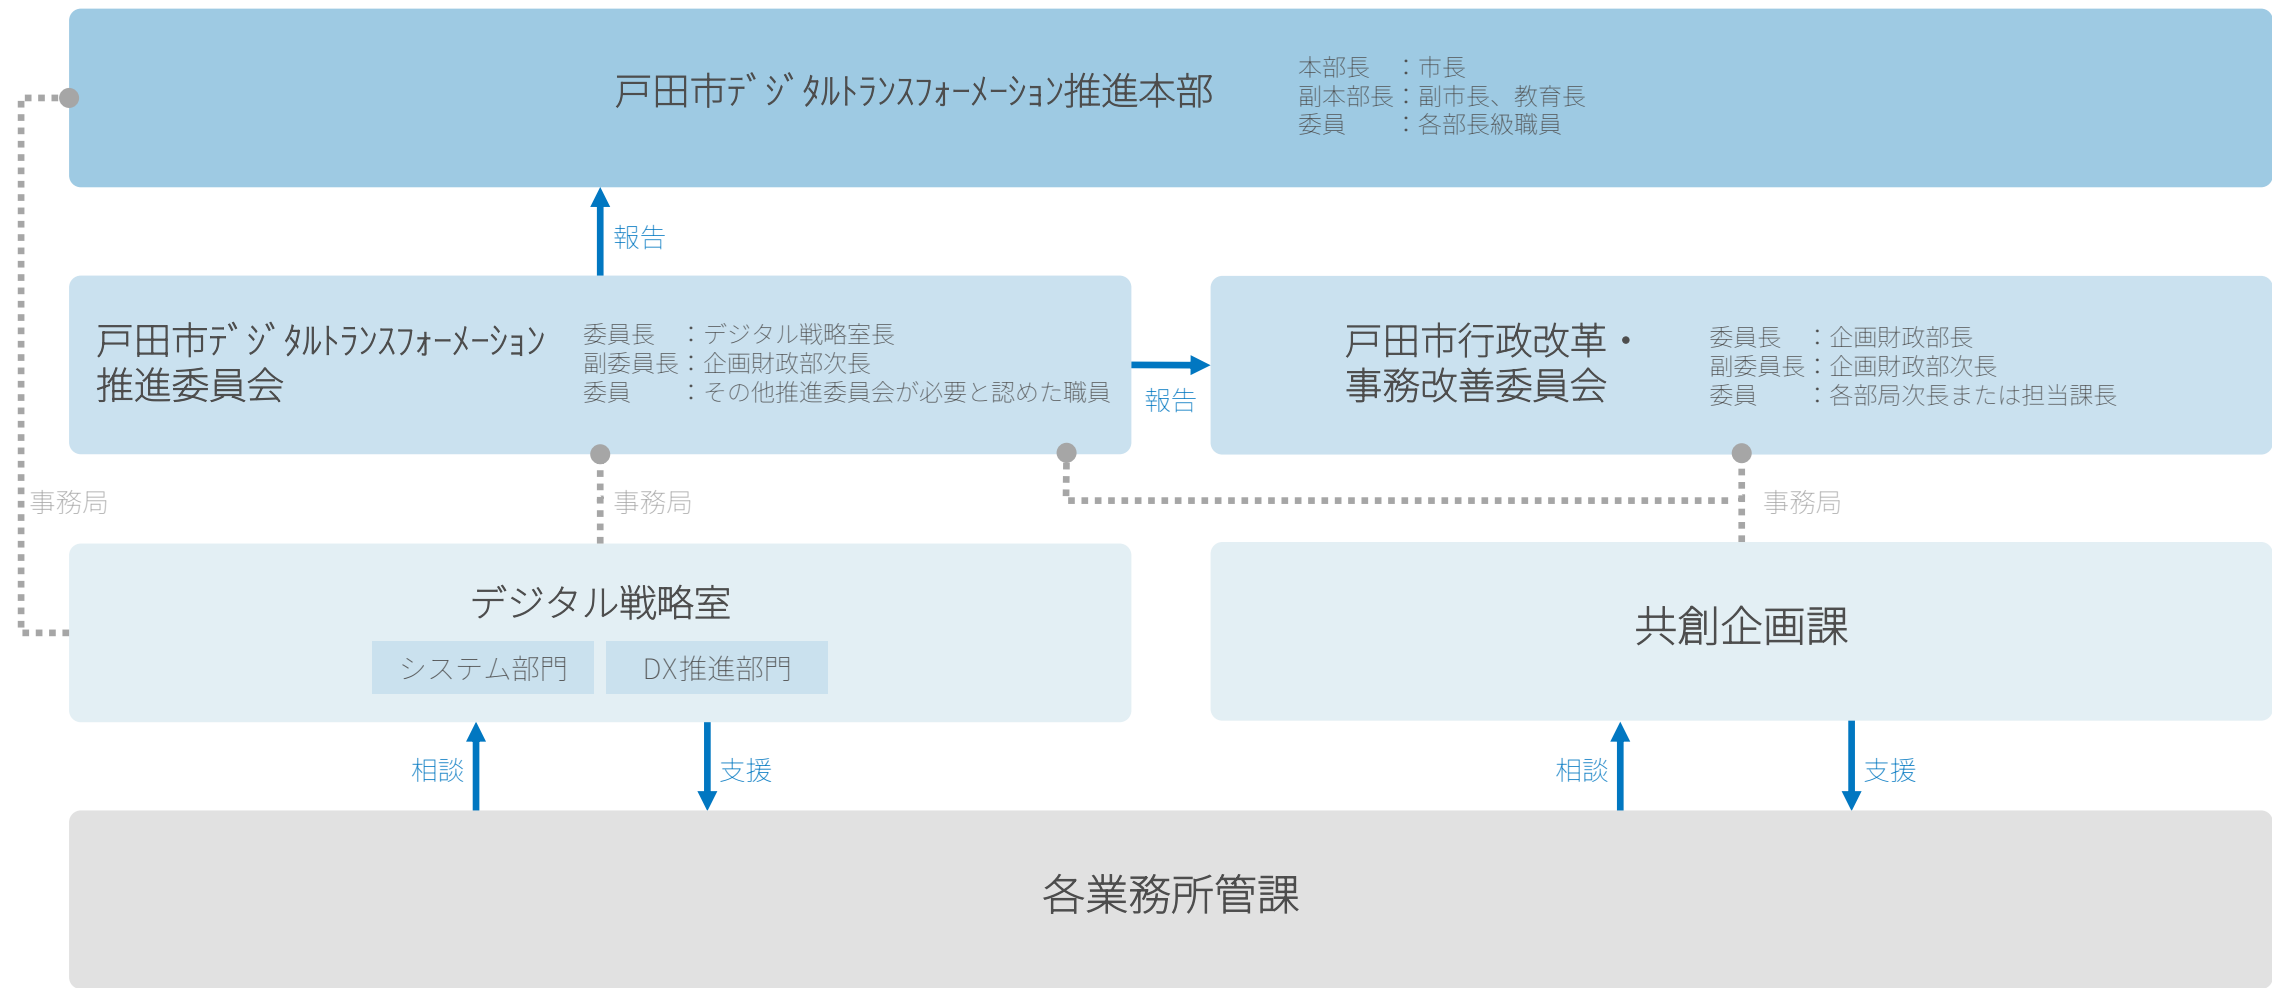 戸田市ﾃﾞｼﾞﾀﾙﾄﾗﾝｽﾌｫｰﾒｰｼｮﾝ推進本部
本部長　：市長
副本部長：副市長、教育長
委員　　：各部長級職員
報告
戸田市ﾃﾞｼﾞﾀﾙﾄﾗﾝｽﾌｫｰﾒｰｼｮﾝ
推進委員会
委員長　：デジタル戦略室長
副委員長：企画財政部次長
委員　　：その他推進委員会が必要と認めた職員
報告
戸田市行政改革・
事務改善委員会
委員長　：企画財政部長
副委員長：企画財政部次長
委員　　：各部局次長または担当課長
事務局
事務局
事務局
デジタル戦略室
システム部門
DX推進部門
共創企画課
相談
支援
相談
支援
各業務所管課